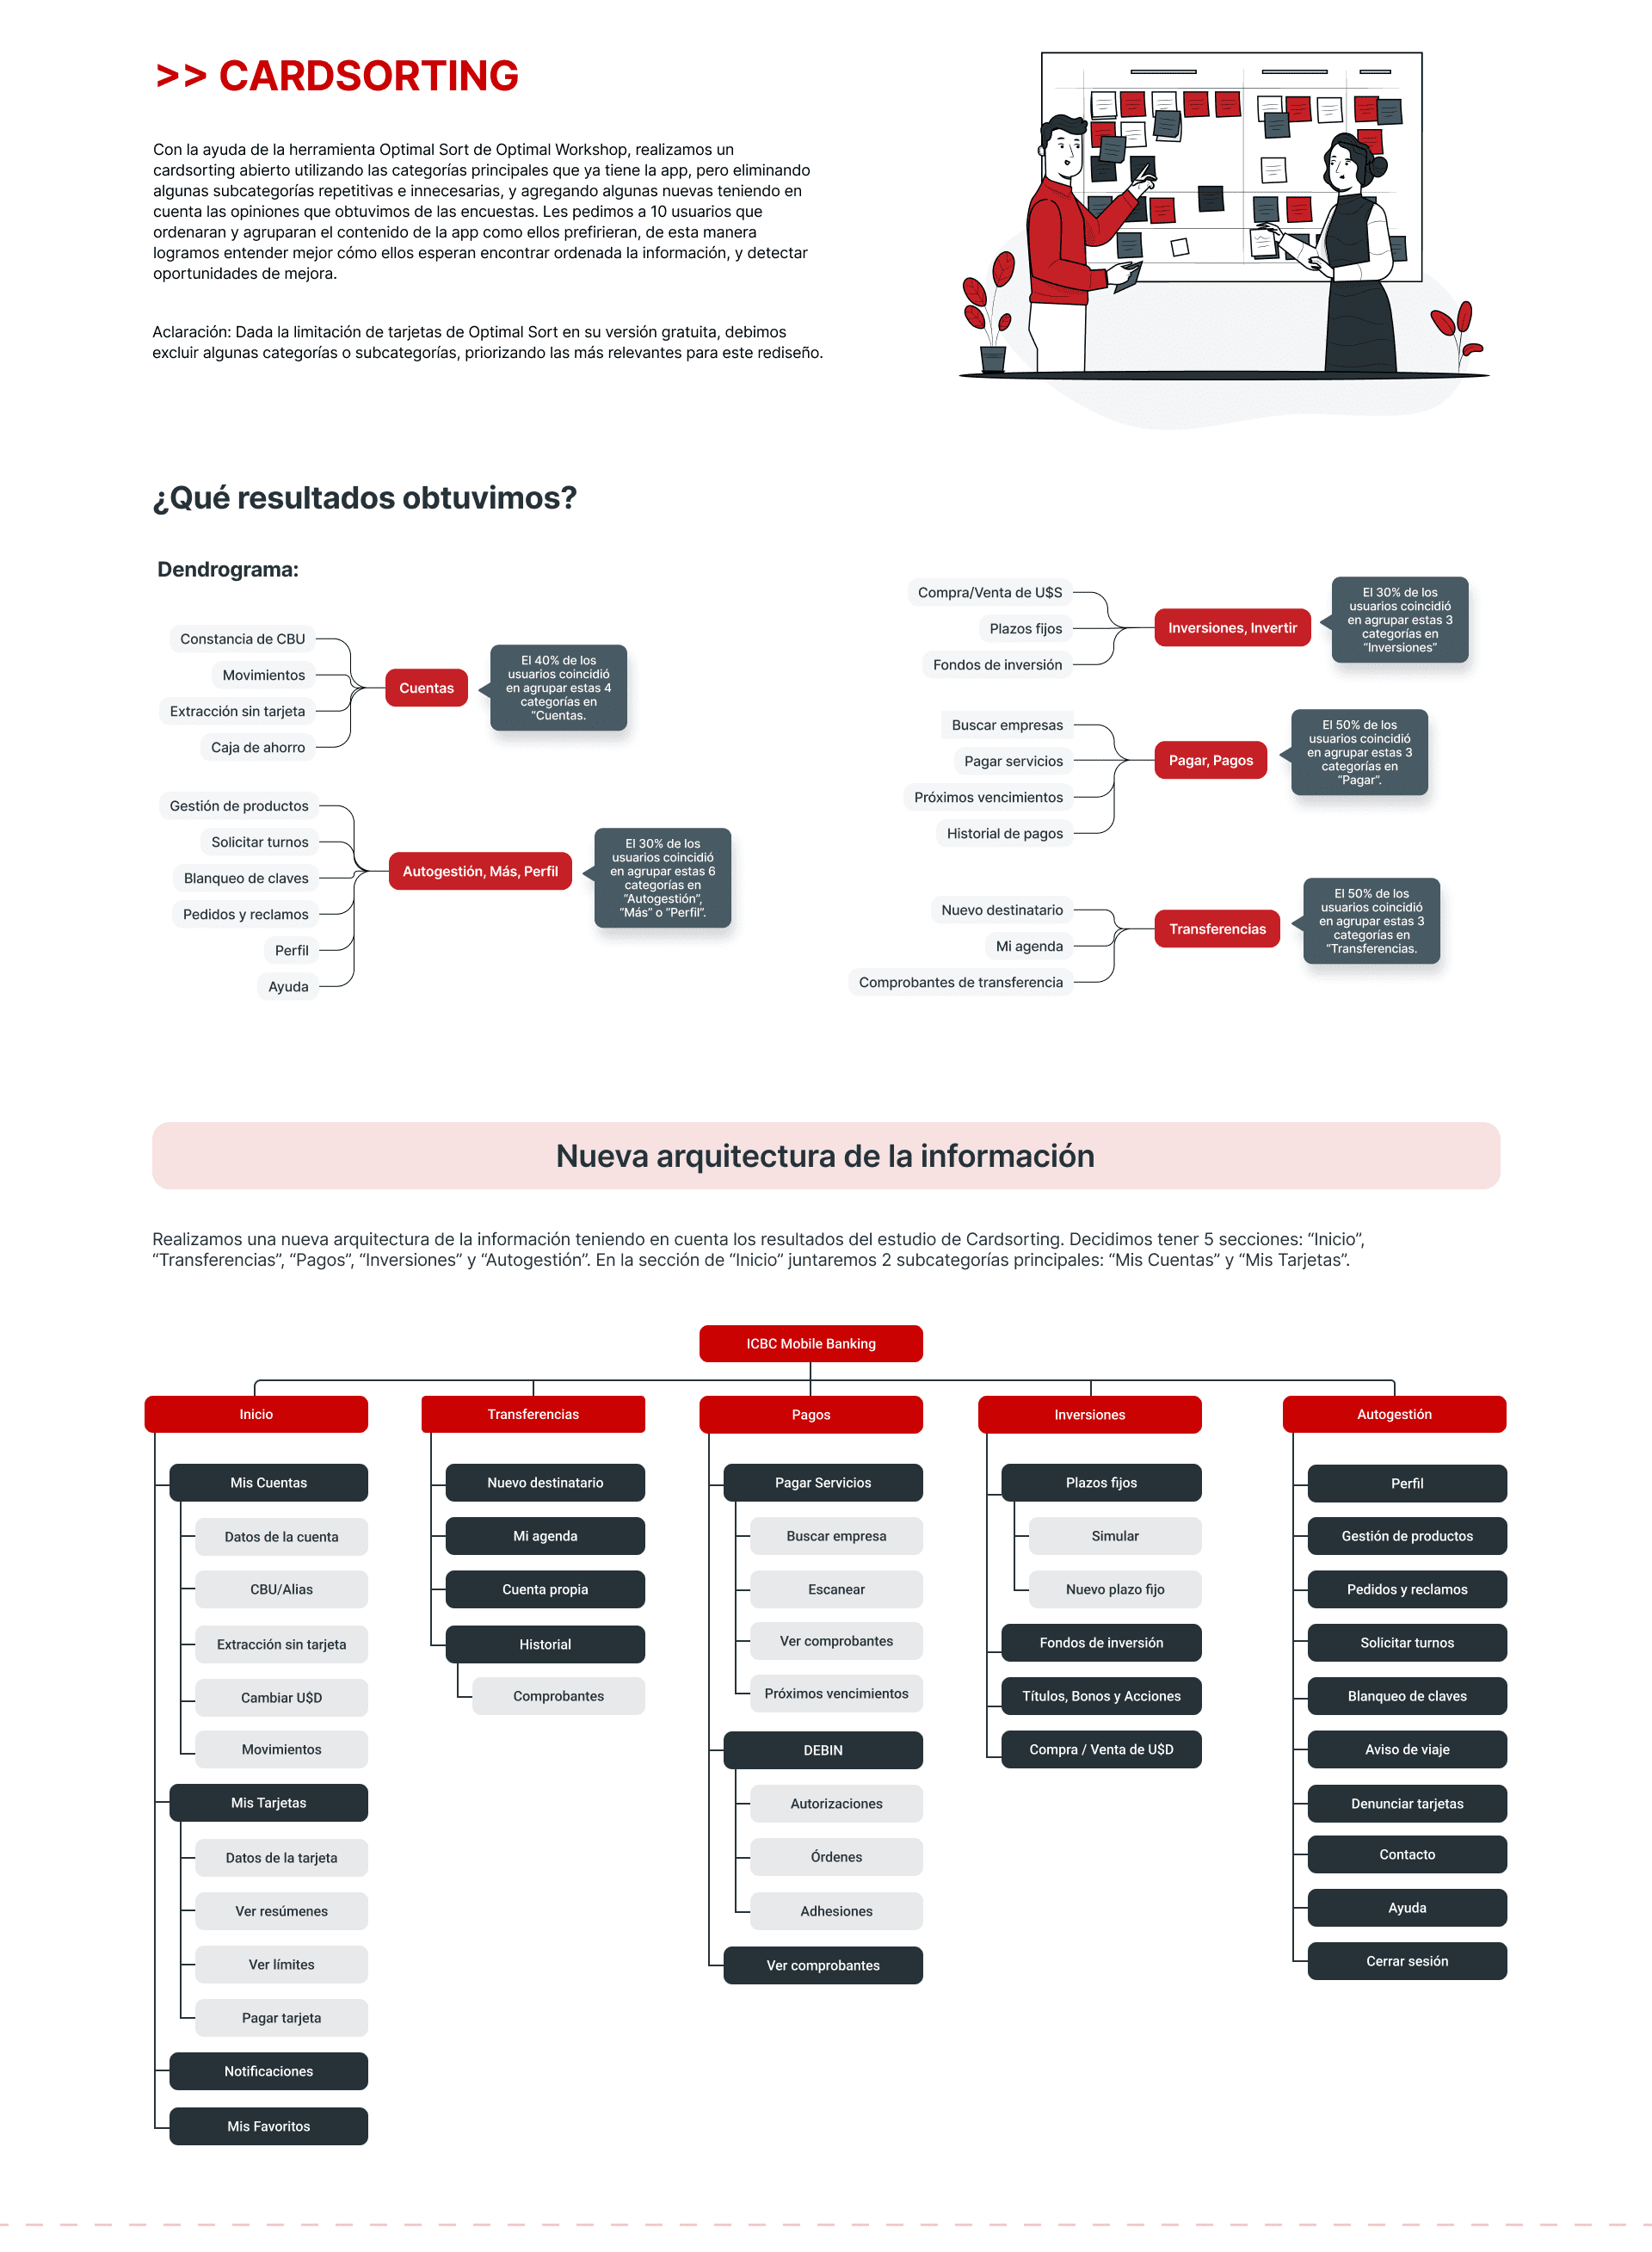 >> CARDSORTING
Con la ayuda de la herramienta Optimal Sort de Optimal Workshop, realizamos un
cardsorting abierto utilizando las categorías principales que ya tiene la app, pero eliminando
algunas subcategorías repetitivas e innecesarias, y agregando algunas nuevas teniendo en
cuenta las opiniones que obtuvimos de las encuestas. Les pedimos a 10 usuarios que
ordenaran y agruparan el contenido de la app como ellos prefirieran, de esta manera
logramos entender mejor cómo ellos esperan encontrar ordenada la información, y detectar
oportunidades de mejora.
Aclaración: Dada la limitación de tarjetas de Optimal Sort en su versión gratuita, debimos
excluir algunas categorías o subcategorías, priorizando las más relevantes para este rediseño.
¿Qué resultados obtuvimos?
Dendrograma:
Constancia de CBU
Movimientos
Extracción sin tarjeta
Caja de ahorro
Cuentas
El 40% de los
usuarios coincidió
en agrupar estas 4
categorías en
“Cuentas.
Gestión de productos
Solicitar turnos
Blanqueo de claves
Pedidos y reclamos
Perfil
Ayuda
Autogestión, Más, Perfil
El 30% de los
usuarios coincidió
en agrupar estas 6
categorías en
“Autogestión”,
“Más” o “Perfil”.
Compra/Venta de U$S
Plazos fijos
Fondos de inversión
Inversiones, Invertir
El 30% de los
usuarios coincidió
en agrupar estas 3
categorías en
“Inversiones”
Buscar empresas
Pagar servicios
Próximos vencimientos
Historial de pagos
Pagar, Pagos
El 50% de los
usuarios coincidió
en agrupar estas 3
categorías en
“Pagar”.
Nuevo destinatario
Mi agenda
Comprobantes de transferencia
Transferencias
El 50% de los
usuarios coincidió
en agrupar estas 3
categorías en
“Transferencias.
Nueva arquitectura de la información
Realizamos una nueva arquitectura de la información teniendo en cuenta los resultados del estudio de Cardsorting. Decidimos tener 5 secciones: “Inicio”,
“Transferencias”, “Pagos”, “Inversiones” y “Autogestión”. En la sección de “Inicio” juntaremos 2 subcategorías principales: “Mis Cuentas” y “Mis Tarjetas”.
ICBC Mobile Banking
Inicio
Mis Cuentas
Datos de la cuenta
CBU/Alias
Extracción sin tarjeta
Cambiar U$D
Movimientos
Mis Tarjetas
Datos de la tarjeta
Ver resúmenes
Ver límites
Pagar tarjeta
Notificaciones
Mis Favoritos
Transferencias
Nuevo destinatario
Mi agenda
Cuenta propia
Historial
Comprobantes
Pagos
Pagar Servicios
Buscar empresa
Escanear
Ver comprobantes
Próximos vencimientos
DEBIN
Autorizaciones
Órdenes
Adhesiones
Ver comprobantes
Inversiones
Plazos fijos
Simular
Nuevo plazo fijo
Fondos de inversión
Títulos, Bonos y Acciones
Compra / Venta de U$D
Autogestión
Perfil
Gestión de productos
Pedidos y reclamos
Solicitar turnos
Blanqueo de claves
Aviso de viaje
Denunciar tarjetas
Contacto
Ayuda
Cerrar sesión